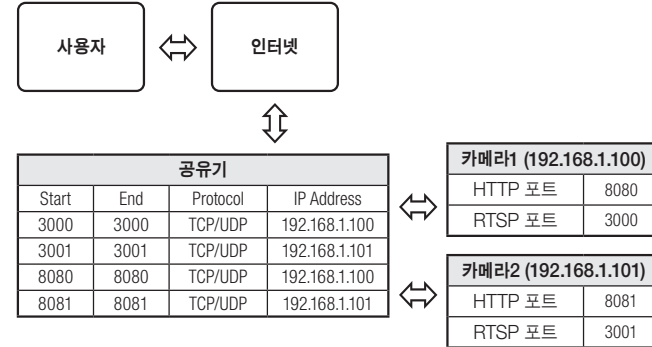 사용자
인터넷
공유기
Start End Protocol IP Address
3000 3000 TCP/UDP 192.168.1.100
3001 3001 TCP/UDP 192.168.1.101
8080 8080 TCP/UDP 192.168.1.100
8081 8081 TCP/UDP 192.168.1.101
카메라1 (192.168.1.100)
HTTP 포트 8080
RTSP 포트 3000
카메라2 (192.168.1.101)
HTTP 포트 8081
RTSP 포트 3001